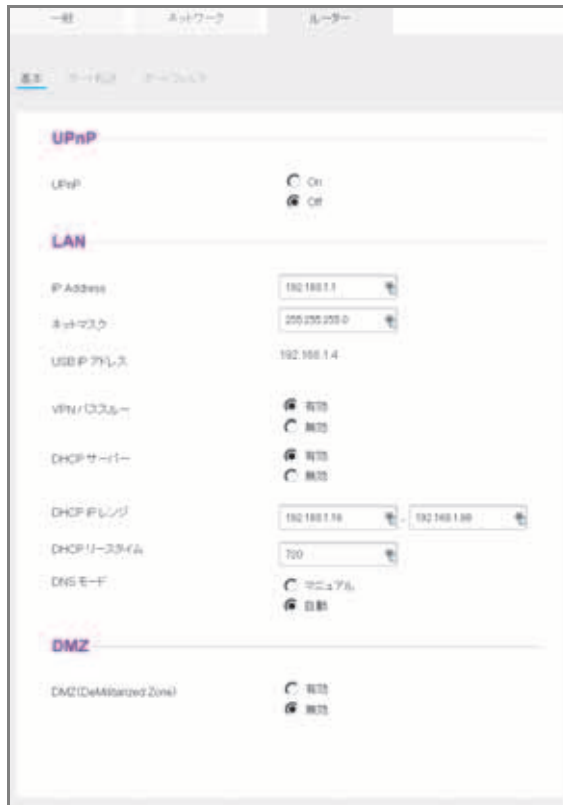 一般 ネットワーク ルーター
基本
UPnP
UPnP
On
Off
LAN
IP Address 192.168.1.1
ネットマスク 255.255.255.0
USB IP アドレス 192.168.1.4
VPN パススルー
有効
無効
DHCP サーバー
有効
無効
DHCP IP レンジ 192.168.1.16 - 192.168.1.99
DHCP リースタイム 720
DNS モード
マニュアル
自動
DMZ
DMZ(DeMilitarized Zone)
有効
無効